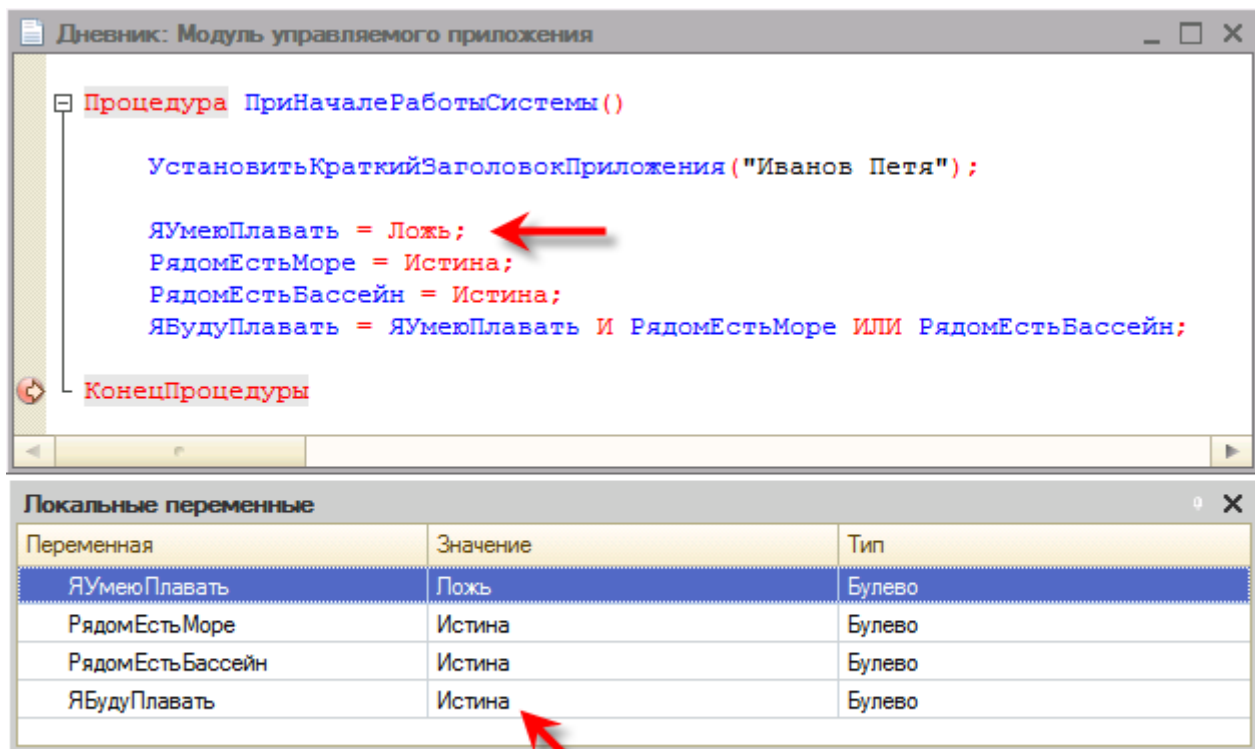 Дневник: Модуль управляемого приложения
Процедура ПриНачалеРаботыСистемы()
УстановитьКраткийЗаголовокПриложения("Иванов Петя");
ЯУмеюПлавать = Ложь;
РядомЕстьМоре = Истина;
РядомЕстьБассейн = Истина;
ЯБудуПлавать = ЯУмеюПлавать И РядомЕстьМоре ИЛИ РядомЕстьБассейн;
КонецПроцедуры
Локальные переменные
Переменная Значение Тип
ЯУмеюПлавать Ложь Булево
РядомЕстьМоре Истина Булево
РядомЕстьБассейн Истина Булево
ЯБудуПлавать Истина Булево